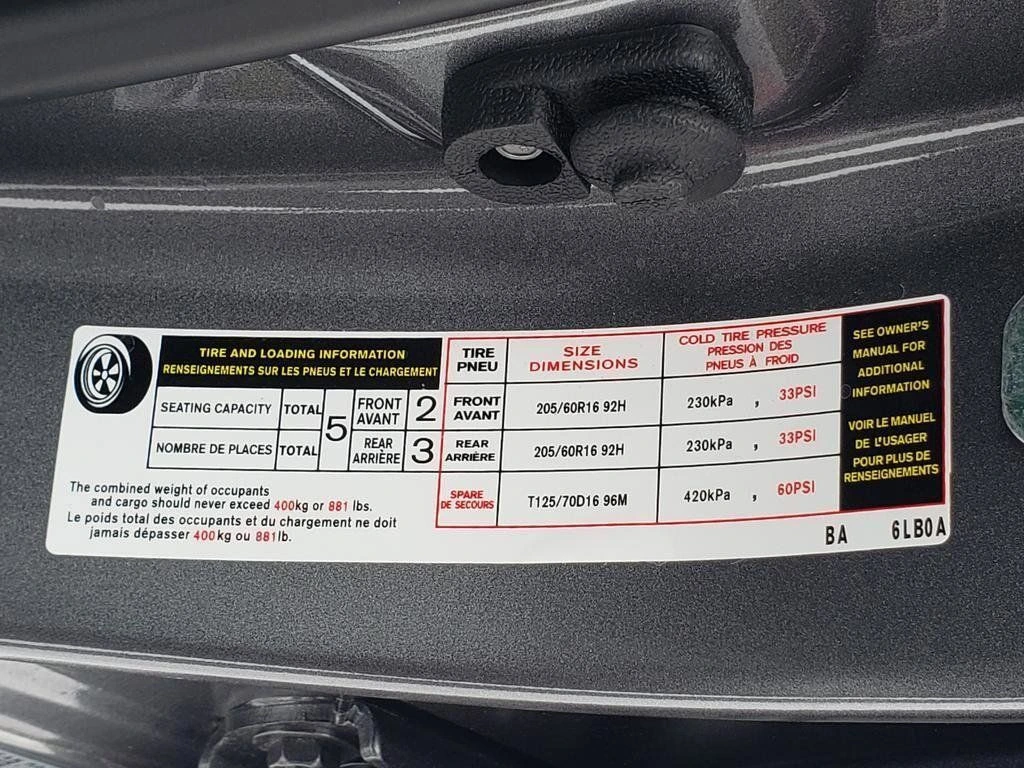 TIRE AND LOADING INFORMATION
RENSEIGNEMENTS SUR LES PNEUS ET LE CHARGEMENT
SEATING CAPACITY TOTAL 5 FRONT AVANT 2
NOMBRE DE PLACES TOTAL REAR ARRIÈRE 3
The combined weight of occupants
and cargo should never exceed 400kg or 881 lbs.
Le poids total des occupants et du chargement ne doit
jamais dépasser 400kg ou 881lb.
TIRE PNEU SIZE DIMENSIONS COLD TIRE PRESSURE PRESSION DES PNEUS À FROID
FRONT AVANT 205/60R16 92H 230kPa , 33PSI
REAR ARRIÈRE 205/60R16 92H 230kPa , 33PSI
SPARE DE SECOURS T125/70D16 96M 420kPa , 60PSI
SEE OWNER'S
MANUAL FOR
ADDITIONAL
INFORMATION
VOIR LE MANUEL
DE L'USAGER
POUR PLUS DE
RENSEIGNEMENTS
BA 6LB0A